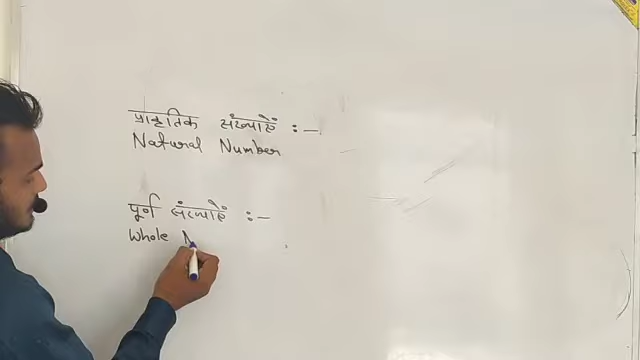 प्राकृतिक संख्याएँ :-
Natural Number
पूर्ण संख्याएँ :-
Whole N